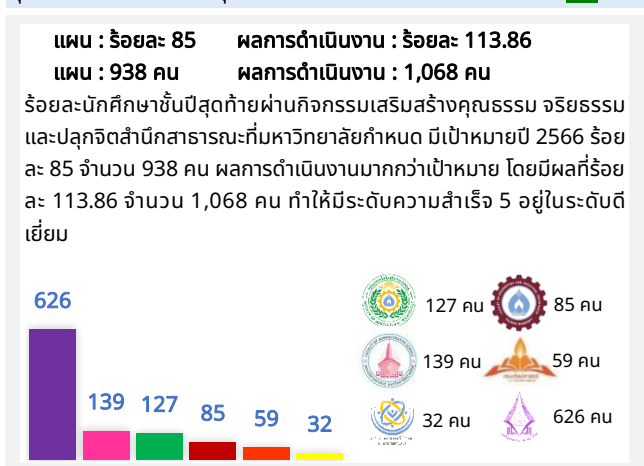 แผน : ร้อยละ 85 ผลการดำเนินงาน : ร้อยละ 113.86
แผน : 938 คน ผลการดำเนินงาน : 1,068 คน
ร้อยละนักศึกษาชั้นปีสุดท้ายผ่านกิจกรรมเสริมสร้างคุณธรรม จริยธรรม
และปลุกจิตสำนึกสาธารณะที่มหาวิทยาลัยกำหนด มีเป้าหมายปี 2566 ร้อย
ละ 85 จำนวน 938 คน ผลการดำเนินงานมากกว่าเป้าหมาย โดยมีผลที่ร้อย
ละ 113.86 จำนวน 1,068 คน ทำให้มีระดับความสำเร็จ 5 อยู่ในระดับดี
เยี่ยม
626
139
127
85
59
32
127 คน
85 คน
139 คน
59 คน
32 คน
626 คน